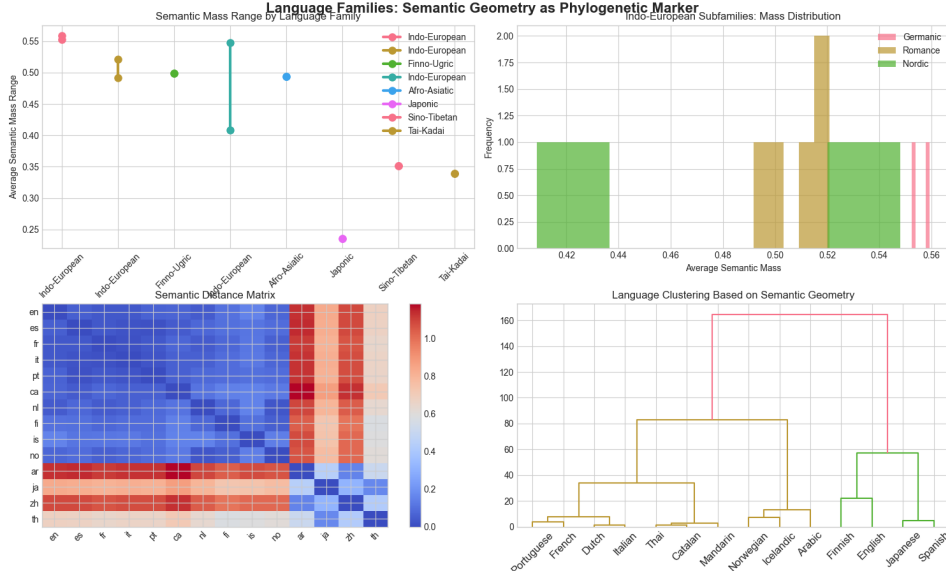 Language Families: Semantic Geometry as Phylogenetic Marker
Semantic Mass Range by Language Family
Average Semantic Mass Range
0.55
0.50
0.45
0.40
0.35
0.30
0.25
Indo-European
Indo-European
Finno-Ugric
Indo-European
Afro-Asiatic
Japonic
Sino-Tibetan
Tai-Kadai
Indo-European
Indo-European
Finno-Ugric
Indo-European
Afro-Asiatic
Japonic
Sino-Tibetan
Tai-Kadai
Indo-European Subfamilies: Mass Distribution
Frequency
2.00
1.75
1.50
1.25
1.00
0.75
0.50
0.25
0.00
Germanic
Romance
Nordic
0.42 0.44 0.46 0.48 0.50 0.52 0.54 0.56
Average Semantic Mass
Semantic Distance Matrix
en
es
fr
it
pt
ca
nl
fi
is
no
ar
ja
zh
th
en es fr it pt ca nl fi is no ar ja zh th
1.0
0.8
0.6
0.4
0.2
0.0
Language Clustering Based on Semantic Geometry
160
140
120
100
80
60
40
20
0
Portuguese
French
Dutch
Italian
Thai
Catalan
Mandarin
Norwegian
Icelandic
Arabic
Finnish
English
Japanese
Spanish